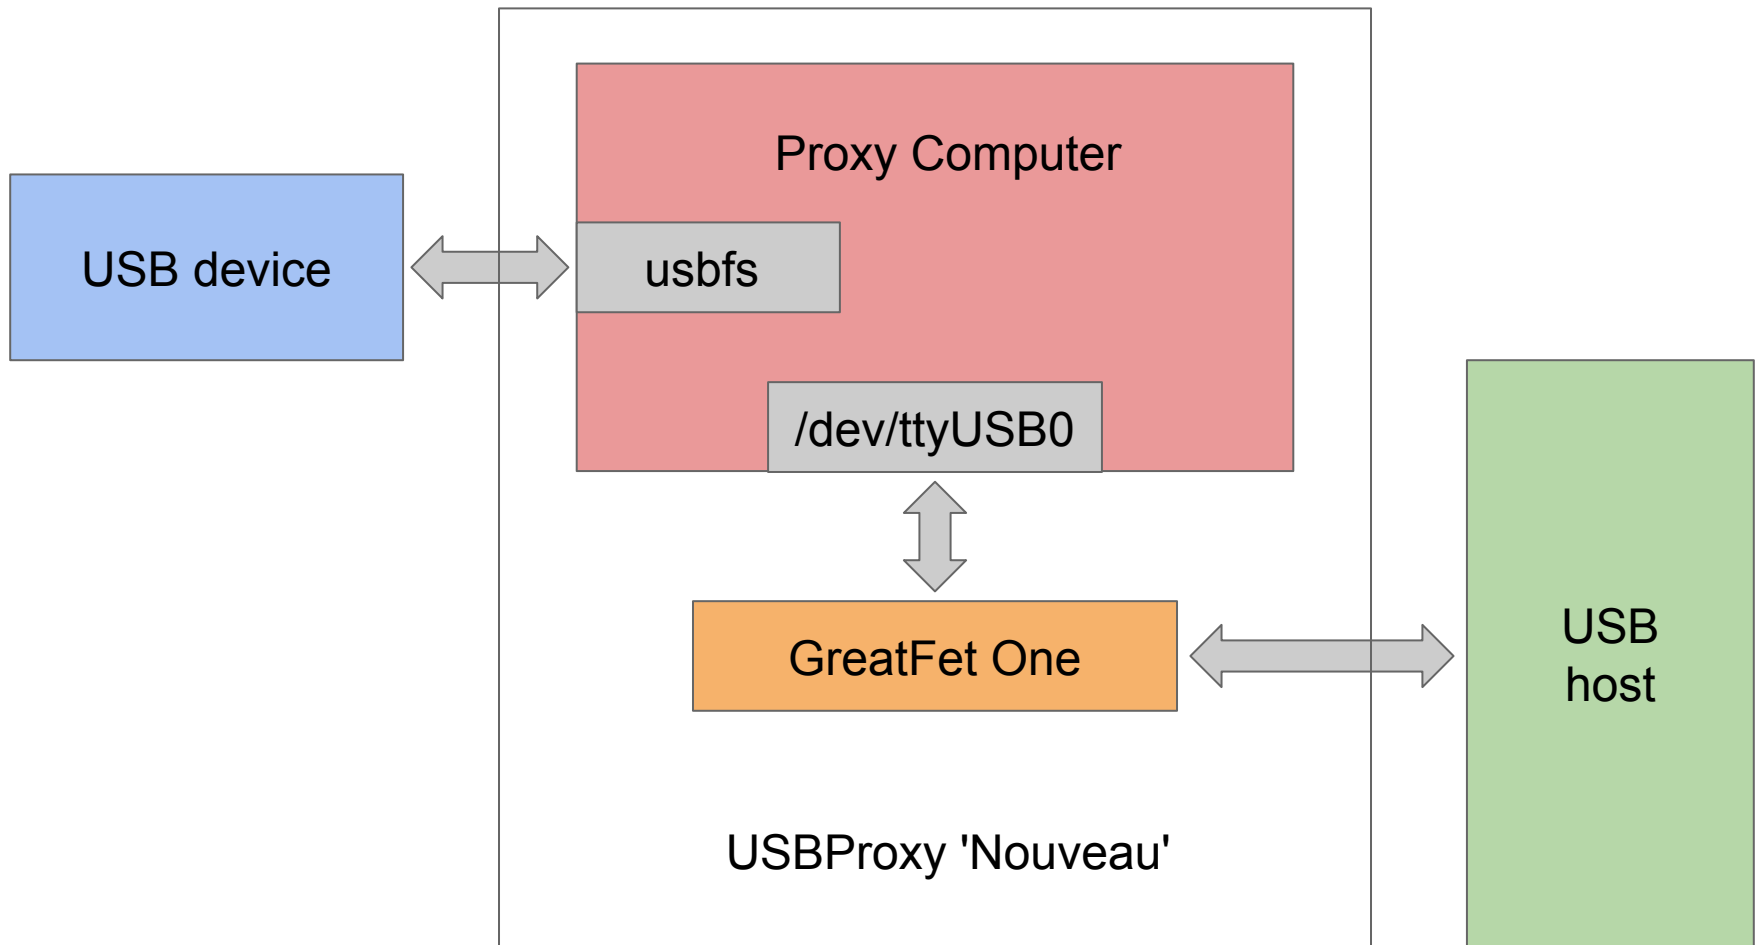 Proxy Computer
USB device
usbfs
/dev/ttyUSB0
GreatFet One
USB
host
USBProxy 'Nouveau'